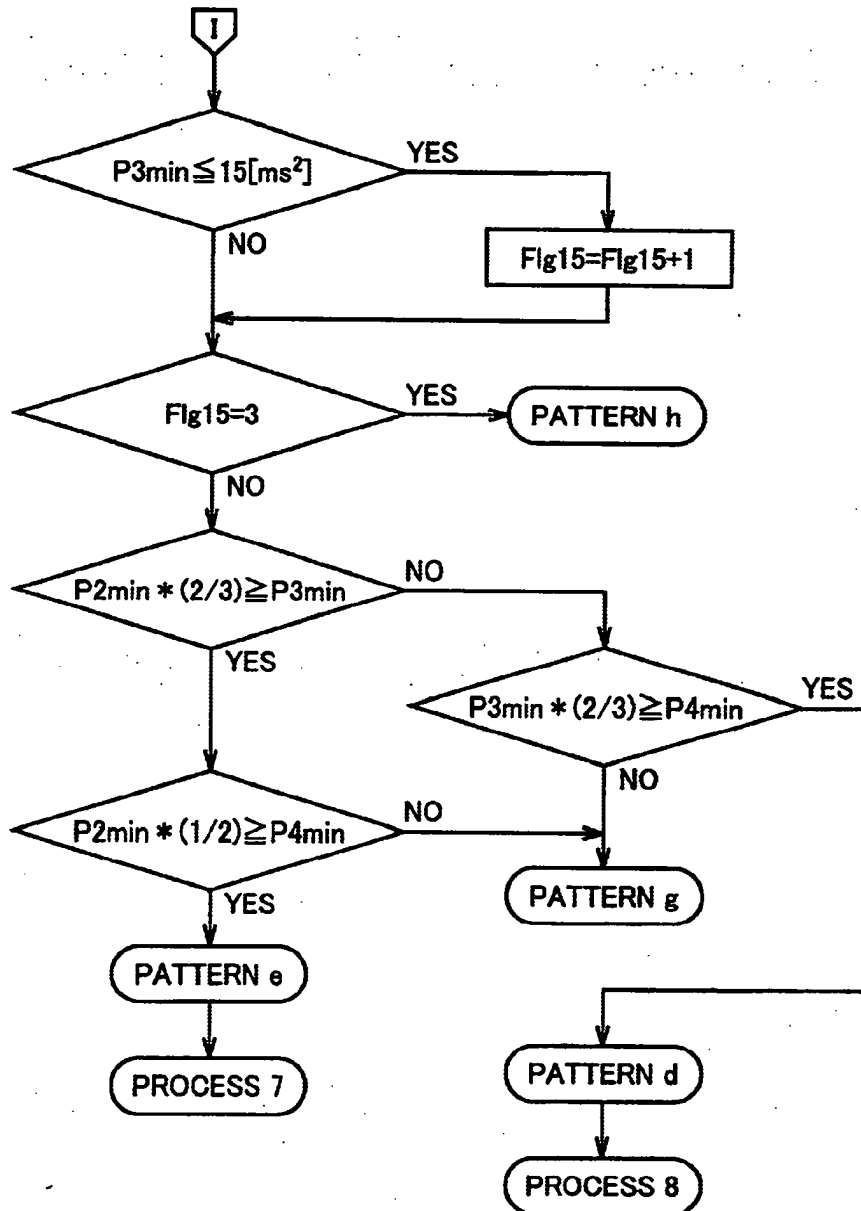 I
P3min≦15[ms²]
YES
NO
Flg15=Flg15+1
Flg15=3
YES
PATTERN h
NO
P2min*(2/3)≧P3min
NO
YES
P3min*(2/3)≧P4min
YES
NO
P2min*(1/2)≧P4min
NO
YES
PATTERN g
PATTERN e
PROCESS 7
PATTERN d
PROCESS 8